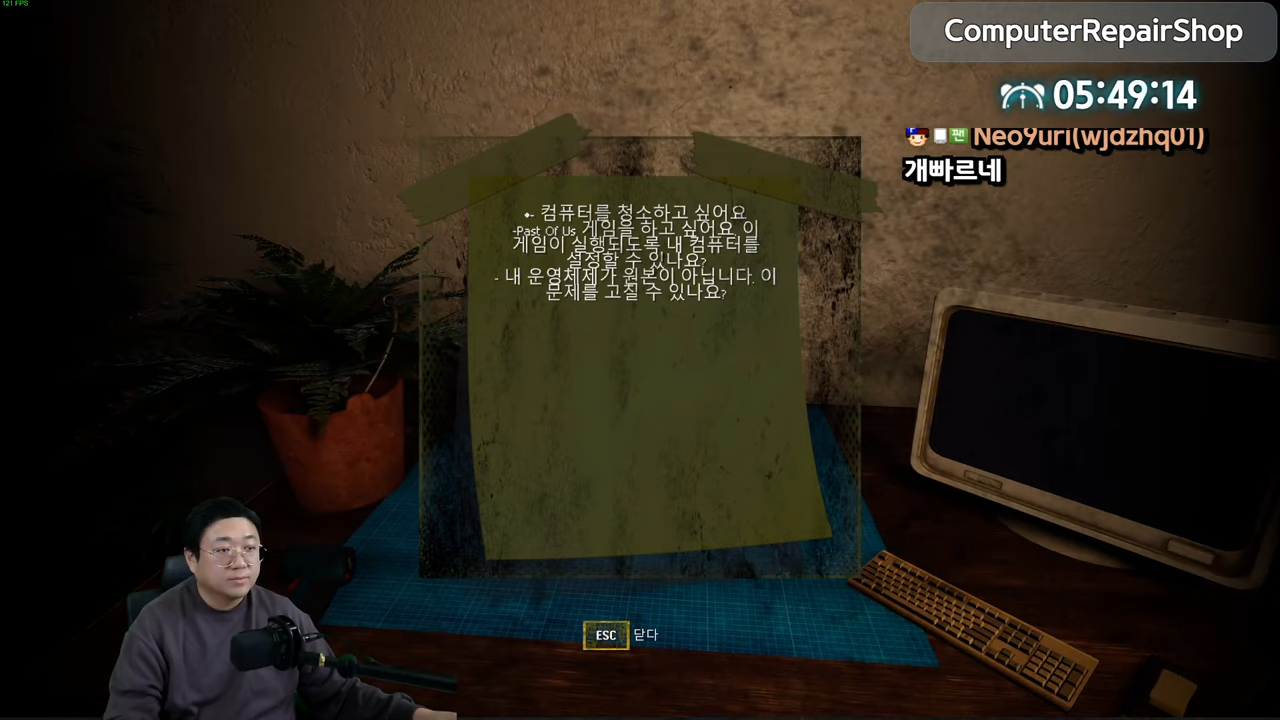 121 FPS
ComputerRepairShop
05:49:14
팬 Neo9uri(wjdzhq01)
개빠르네
- 컴퓨터를 청소하고 싶어요
-Past Of Us 게임을 하고 싶어요. 이
게임이 실행되도록 내 컴퓨터를
설정할 수 있나요?
- 내 운영체제가 원본이 아닙니다. 이
문제를 고칠 수 있나요?
ESC 닫다